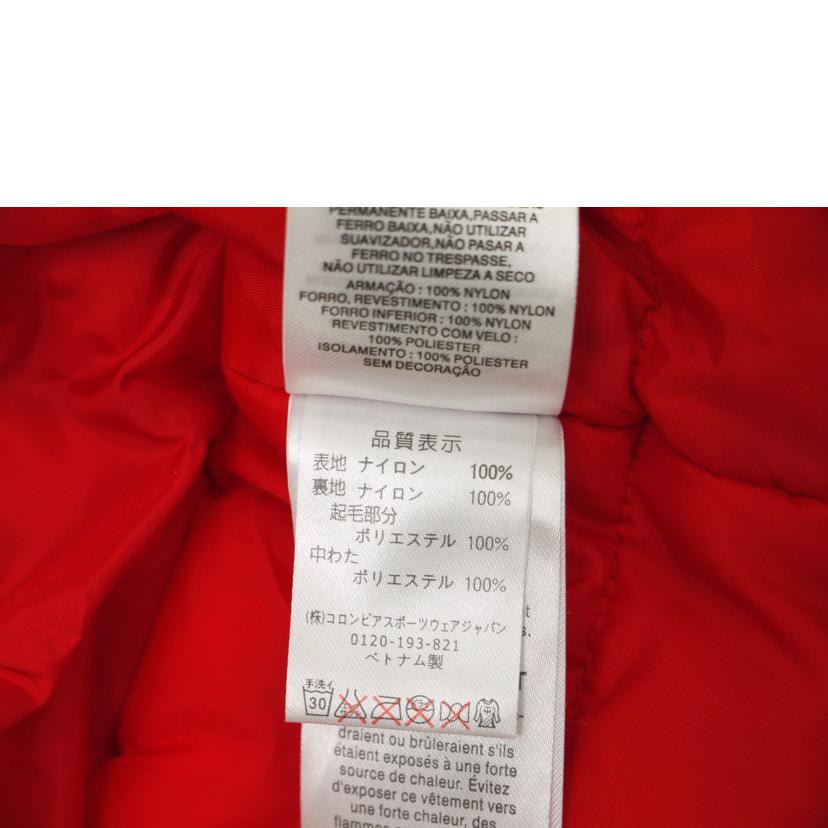 PERMANENTE BAIXA,PASSAR A
FERRO BAIXA,NÃO UTILIZAR
SUAVIZADOR,NÃO PASAR A
FERRO NO TRESPASSE,
NÃO UTILIZAR LIMPEZA A SECO
ARMAÇÃO : 100% NYLON
FORRO, REVESTIMENTO : 100% NYLON
FORRO INFERIOR : 100% NYLON
REVESTIMENTO COM VELO :
100% POLIESTER
ISOLAMENTO : 100% POLIESTER
SEM DECORAÇÃO
品質表示
表地 ナイロン 100%
裏地 ナイロン 100%
起毛部分
ポリエステル 100%
中わた
ポリエステル 100%
(株)コロンビアスポーツウェアジャパン
0120-193-821
ベトナム製
手洗イ
30
draient ou brûleraient s'ils
étaient exposés à une forte
source de chaleur. Évitez
d'exposer ce vêtement vers
une forte chaleur, des